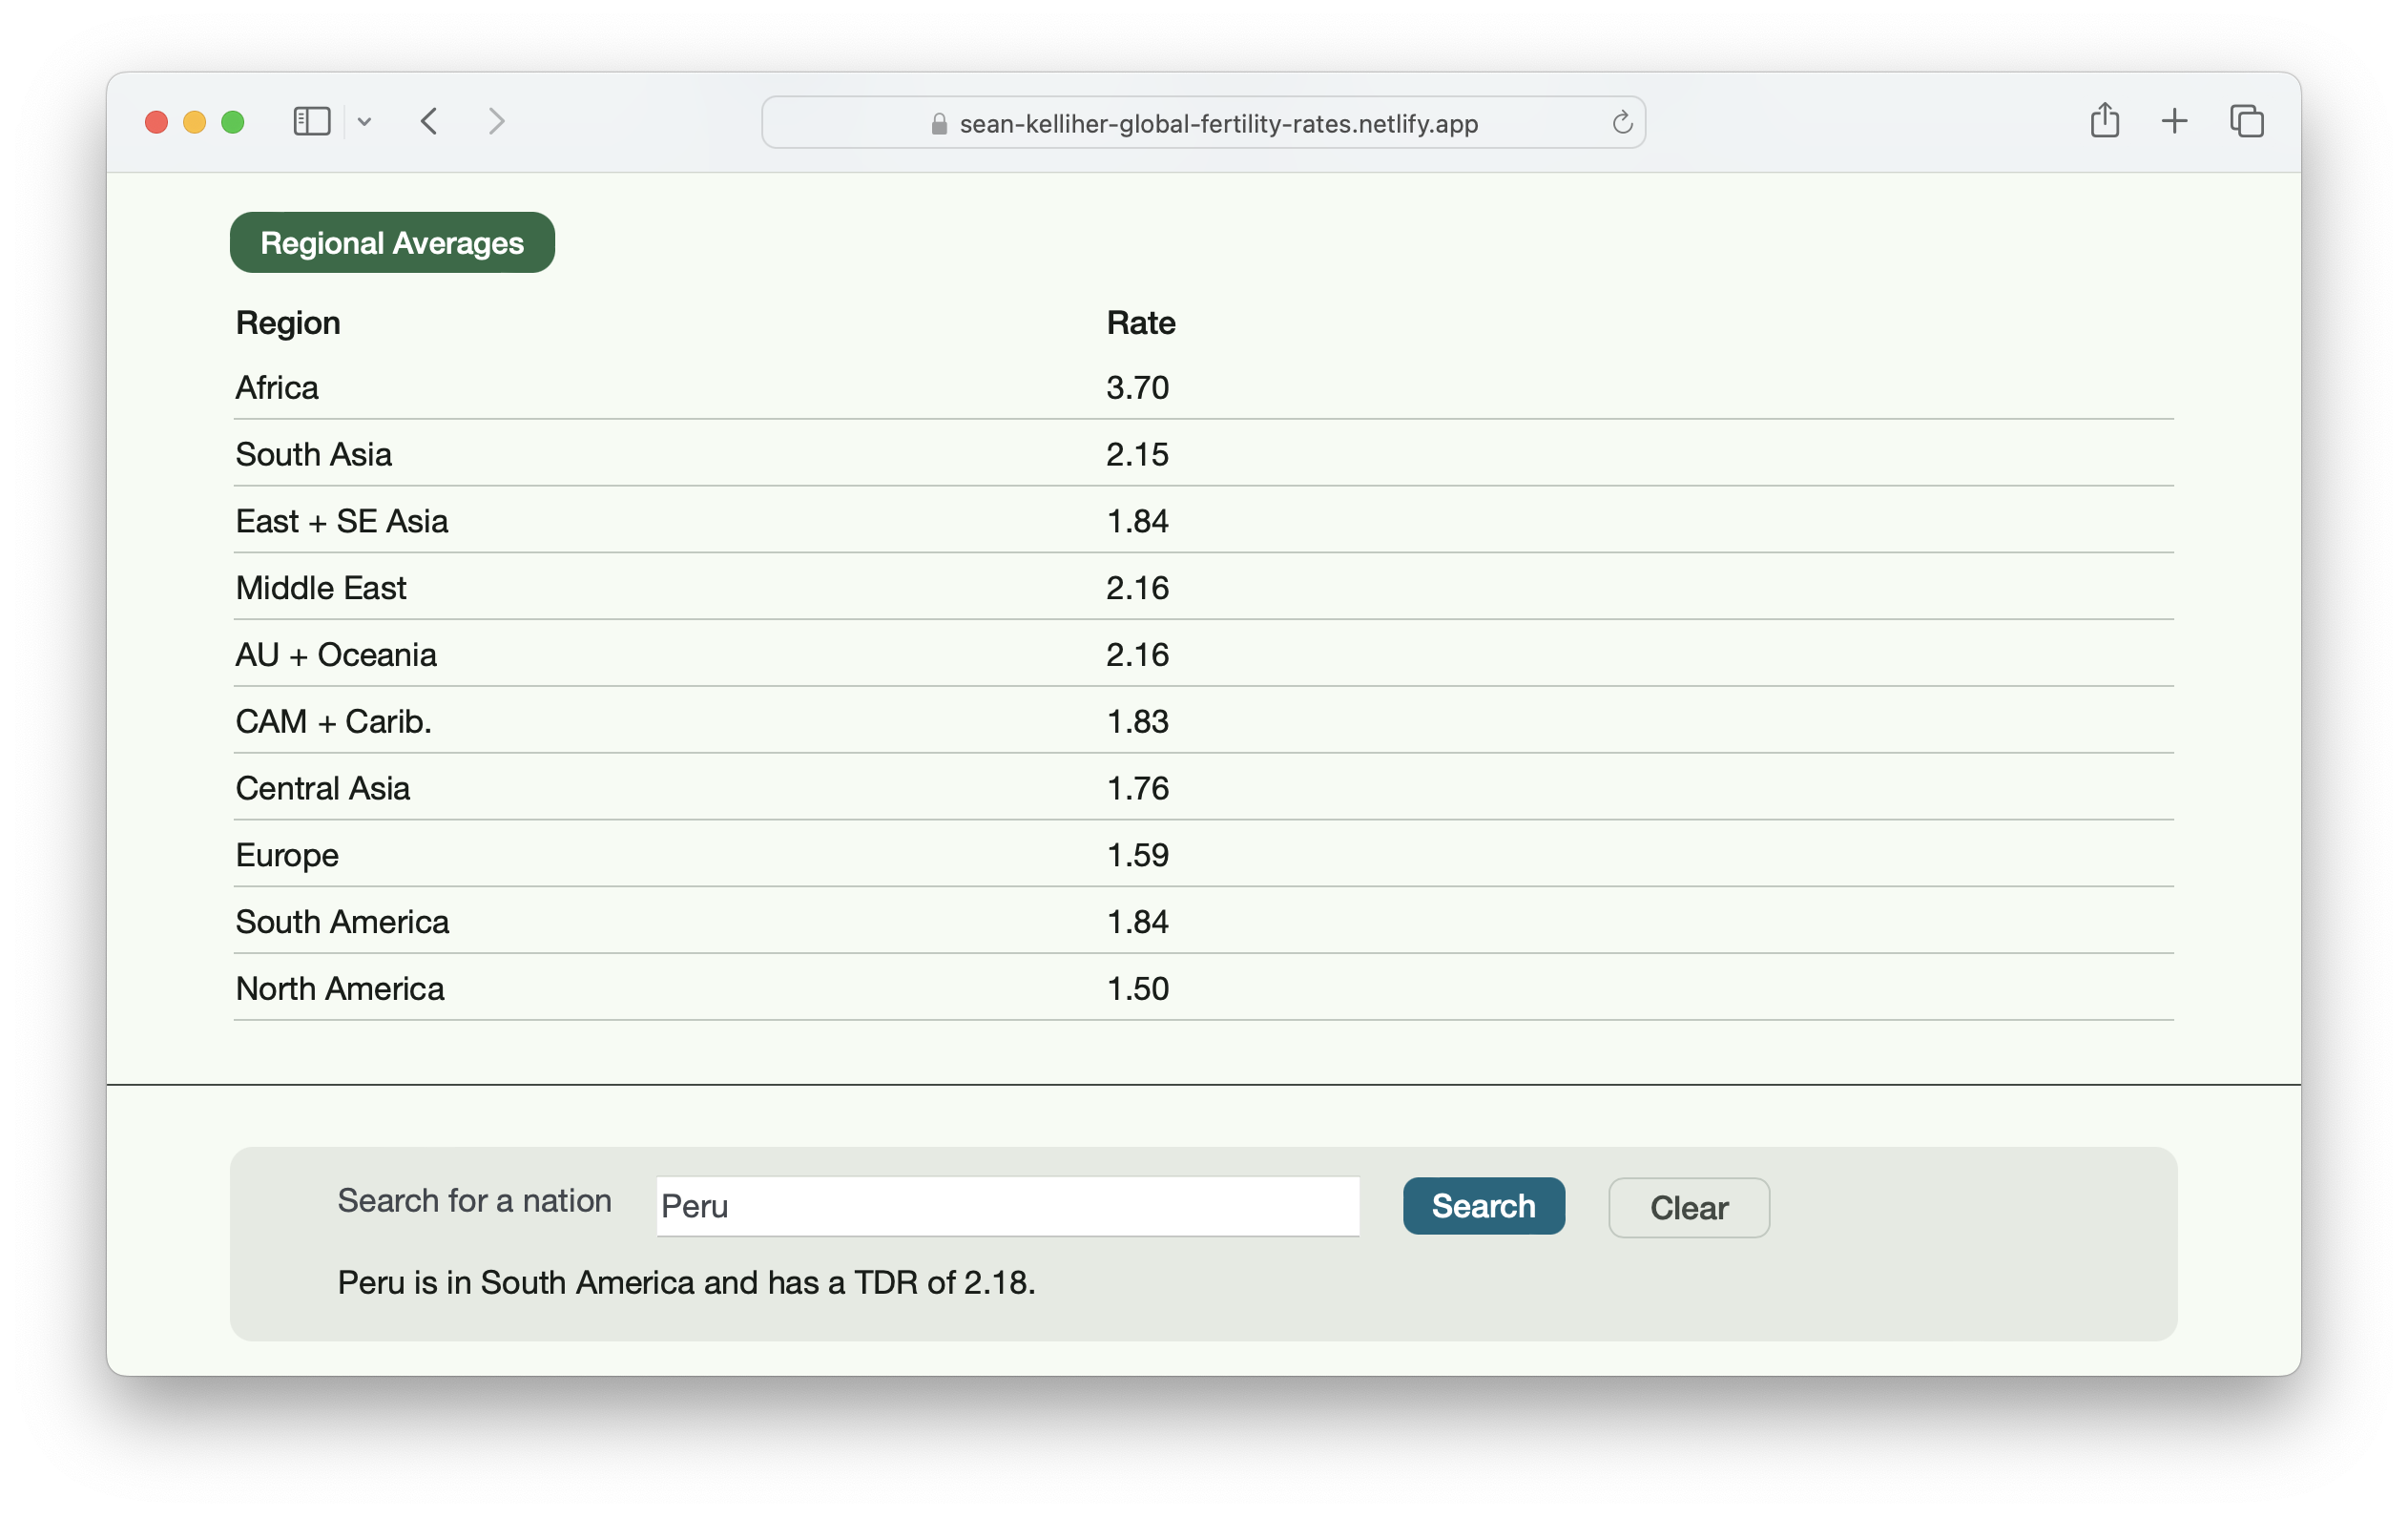 sean-kelliher-global-fertility-rates.netlify.app
Regional Averages
Region Rate
Africa 3.70
South Asia 2.15
East + SE Asia 1.84
Middle East 2.16
AU + Oceania 2.16
CAM + Carib. 1.83
Central Asia 1.76
Europe 1.59
South America 1.84
North America 1.50
Search for a nation Peru Search Clear
Peru is in South America and has a TDR of 2.18.